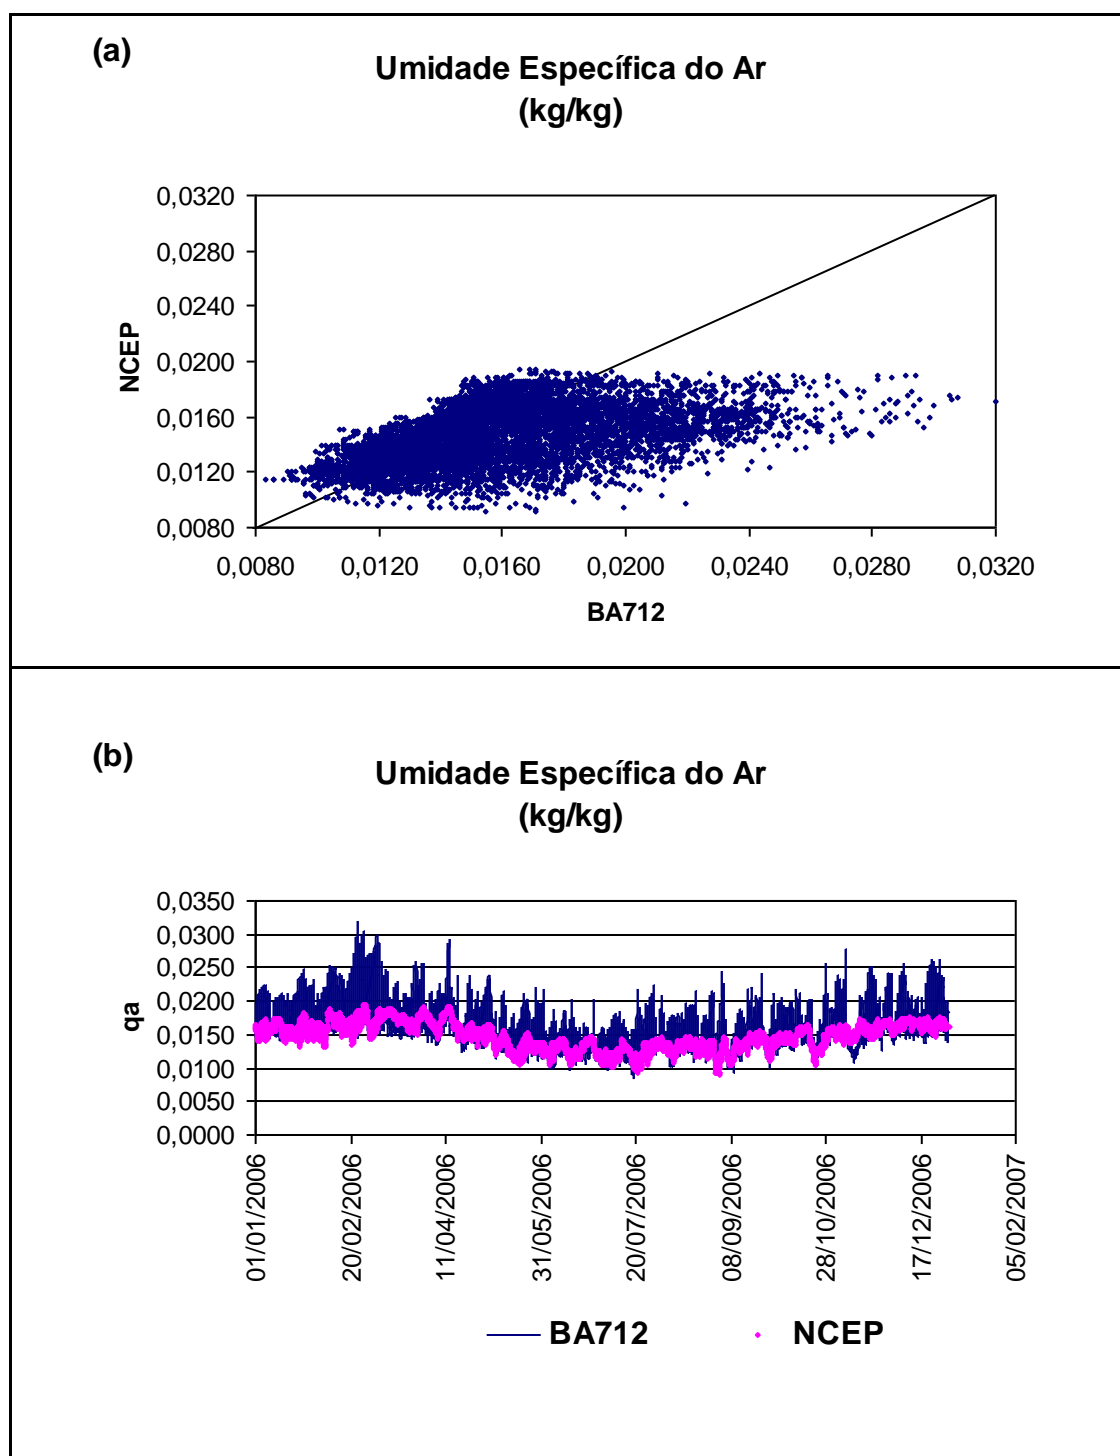 (a)
Umidade Específica do Ar
(kg/kg)
0,0320
0,0280
0,0240
0,0200
0,0160
0,0120
0,0080
NCEP
0,0080 0,0120 0,0160 0,0200 0,0240 0,0280 0,0320
BA712
(b)
Umidade Específica do Ar
(kg/kg)
0,0350
0,0300
0,0250
0,0200
0,0150
0,0100
0,0050
0,0000
qa
01/01/2006
20/02/2006
11/04/2006
31/05/2006
20/07/2006
08/09/2006
28/10/2006
17/12/2006
05/02/2007
BA712 NCEP